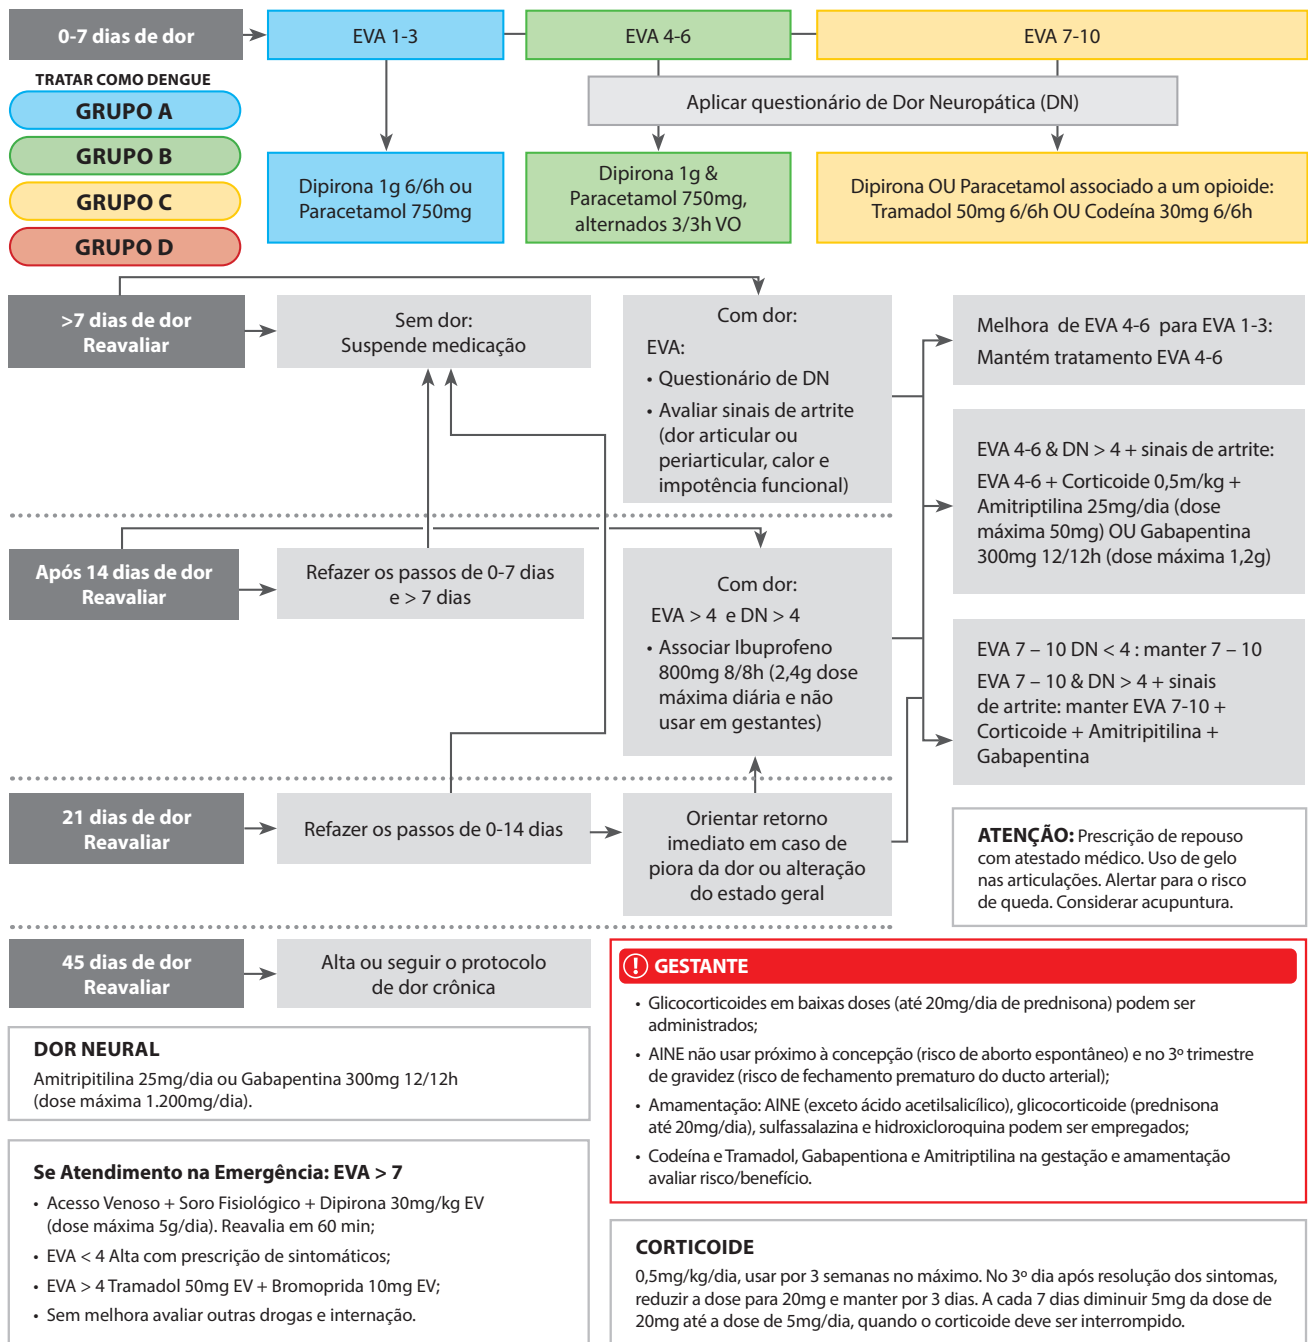 0-7 dias de dor
EVA 1-3
EVA 4-6
EVA 7-10
TRATAR COMO DENGUE
GRUPO A
GRUPO B
GRUPO C
GRUPO D
Aplicar questionário de Dor Neuropática (DN)
Dipirona 1g 6/6h ou
Paracetamol 750mg
Dipirona 1g &
Paracetamol 750mg,
alternados 3/3h VO
Dipirona OU Paracetamol associado a um opioide:
Tramadol 50mg 6/6h OU Codeína 30mg 6/6h
>7 dias de dor
Reavaliar
Sem dor:
Suspende medicação
Com dor:
EVA:
• Questionário de DN
• Avaliar sinais de artrite
(dor articular ou
periarticular, calor e
impotência funcional)
Melhora de EVA 4-6 para EVA 1-3:
Mantém tratamento EVA 4-6
EVA 4-6 & DN > 4 + sinais de artrite:
EVA 4-6 + Corticoide 0,5m/kg +
Amitriptilina 25mg/dia (dose
máxima 50mg) OU Gabapentina
300mg 12/12h (dose máxima 1,2g)
Após 14 dias de dor
Reavaliar
Refazer os passos de 0-7 dias
e > 7 dias
Com dor:
EVA > 4 e DN > 4
• Associar Ibuprofeno
800mg 8/8h (2,4g dose
máxima diária e não
usar em gestantes)
EVA 7 – 10 DN < 4 : manter 7 – 10
EVA 7 – 10 & DN > 4 + sinais
de artrite: manter EVA 7-10 +
Corticoide + Amitripitilina +
Gabapentina
21 dias de dor
Reavaliar
Refazer os passos de 0-14 dias
Orientar retorno
imediato em caso de
piora da dor ou alteração
do estado geral
ATENÇÃO: Prescrição de repouso
com atestado médico. Uso de gelo
nas articulações. Alertar para o risco
de queda. Considerar acupuntura.
45 dias de dor
Reavaliar
Alta ou seguir o protocolo
de dor crônica
! GESTANTE
• Glicocorticoides em baixas doses (até 20mg/dia de prednisona) podem ser
administrados;
• AINE não usar próximo à concepção (risco de aborto espontâneo) e no 3º trimestre
de gravidez (risco de fechamento prematuro do ducto arterial);
• Amamentação: AINE (exceto ácido acetilsalicílico), glicocorticoide (prednisona
até 20mg/dia), sulfassalazina e hidroxicloroquina podem ser empregados;
• Codeína e Tramadol, Gabapentiona e Amitriptilina na gestação e amamentação
avaliar risco/benefício.
DOR NEURAL
Amitripitilina 25mg/dia ou Gabapentina 300mg 12/12h
(dose máxima 1.200mg/dia).
Se Atendimento na Emergência: EVA > 7
• Acesso Venoso + Soro Fisiológico + Dipirona 30mg/kg EV
(dose máxima 5g/dia). Reavalia em 60 min;
• EVA < 4 Alta com prescrição de sintomáticos;
• EVA > 4 Tramadol 50mg EV + Bromoprida 10mg EV;
• Sem melhora avaliar outras drogas e internação.
CORTICOIDE
0,5mg/kg/dia, usar por 3 semanas no máximo. No 3º dia após resolução dos sintomas,
reduzir a dose para 20mg e manter por 3 dias. A cada 7 dias diminuir 5mg da dose de
20mg até a dose de 5mg/dia, quando o corticoide deve ser interrompido.